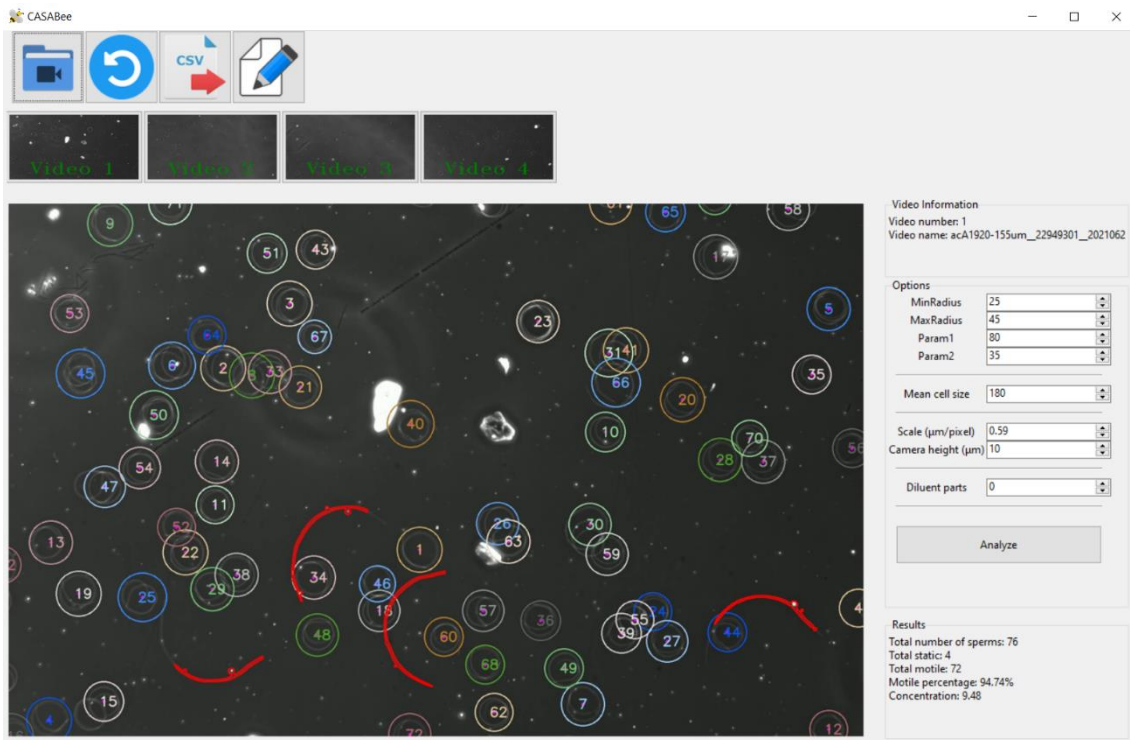 CASABee
CSV
Video 1
Video 2
Video 3
Video 4
Video Information
Video number: 1
Video name: acA1920-155um__22949301__2021062
Options
MinRadius 25
MaxRadius 45
Param1 80
Param2 35
Mean cell size 180
Scale (µm/pixel) 0.59
Camera height (µm) 10
Diluent parts 0
Analyze
Results
Total number of sperms: 76
Total static: 4
Total motile: 72
Motile percentage: 94.74%
Concentration: 9.48
9
65
58
51
43
3
5
53
23
67
64
6
2
33
45
21
31
41
66
35
20
50
40
10
70
28
37
54
14
47
11
52
26
30
13
22
1
63
59
38
34
46
29
19
25
18
57
36
55
24
39
27
44
48
60
68
49
15
62
7
4
72
12